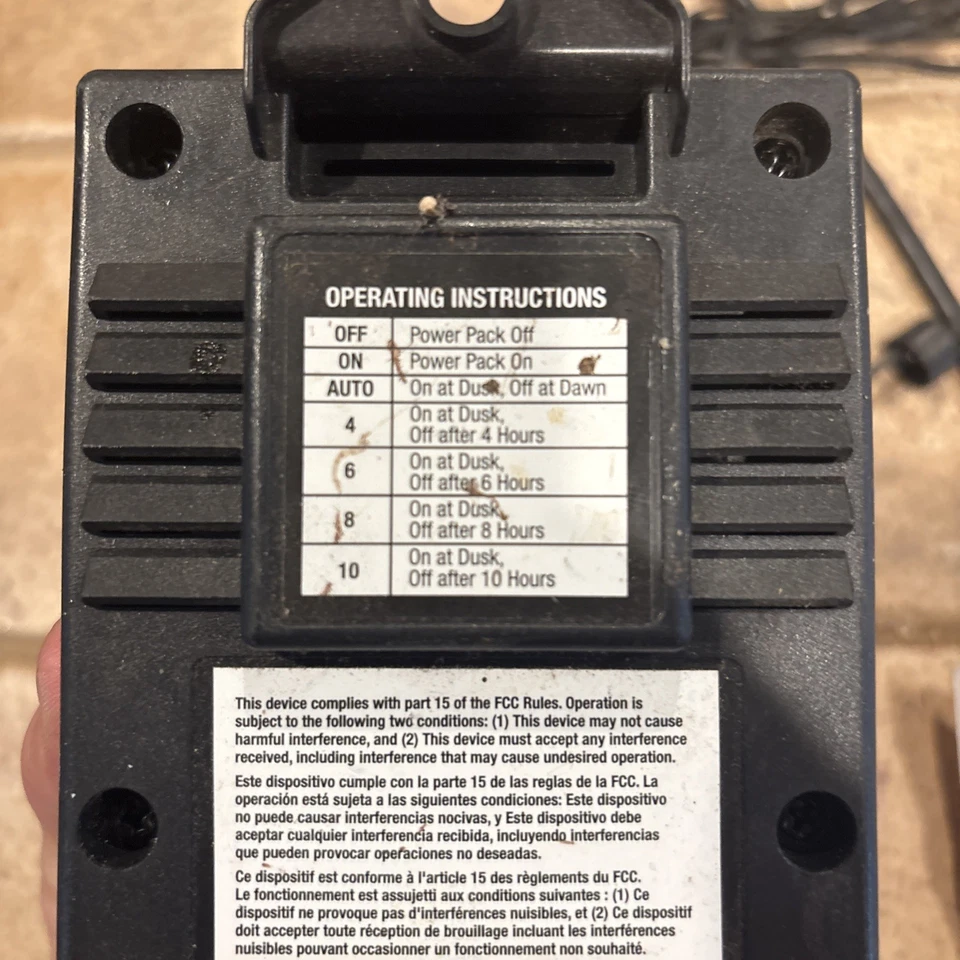 OPERATING INSTRUCTIONS
OFF Power Pack Off
ON Power Pack On
AUTO On at Dusk, Off at Dawn
4 On at Dusk,
Off after 4 Hours
6 On at Dusk,
Off after 6 Hours
8 On at Dusk,
Off after 8 Hours
10 On at Dusk,
Off after 10 Hours
This device complies with part 15 of the FCC Rules. Operation is
subject to the following two conditions: (1) This device may not cause
harmful interference, and (2) This device must accept any interference
received, including interference that may cause undesired operation.
Este dispositivo cumple con la parte 15 de las reglas de la FCC. La
operación está sujeta a las siguientes condiciones: Este dispositivo
no puede causar interferencias nocivas, y Este dispositivo debe
aceptar cualquier interferencia recibida, incluyendo interferencias
que pueden provocar operaciones no deseadas.
Ce dispositif est conforme à l'article 15 des règlements du FCC.
Le fonctionnement est assujetti aux conditions suivantes : (1) Ce
dispositif ne provoque pas d'interférences nuisibles, et (2) Ce dispositif
doit accepter toute réception de brouillage incluant les interférences
nuisibles pouvant occasionner un fonctionnement non souhaité.